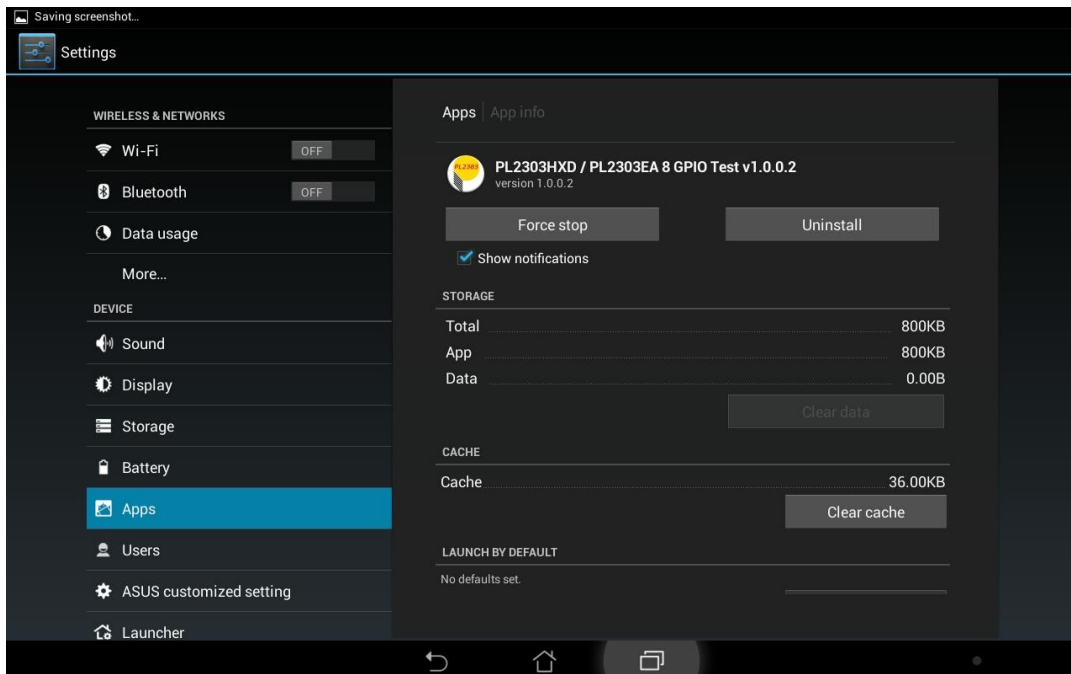 Saving screenshot...
Settings
WIRELESS & NETWORKS
Wi-Fi OFF
Bluetooth OFF
Data usage
More...
DEVICE
Sound
Display
Storage
Battery
Apps
Users
ASUS customized setting
Launcher
Apps | App info
PL2303
PL2303HXD / PL2303EA 8 GPIO Test v1.0.0.2
version 1.0.0.2
Force stop Uninstall
Show notifications
STORAGE
Total 800KB
App 800KB
Data 0.00B
Clear data
CACHE
Cache 36.00KB
Clear cache
LAUNCH BY DEFAULT
No defaults set.